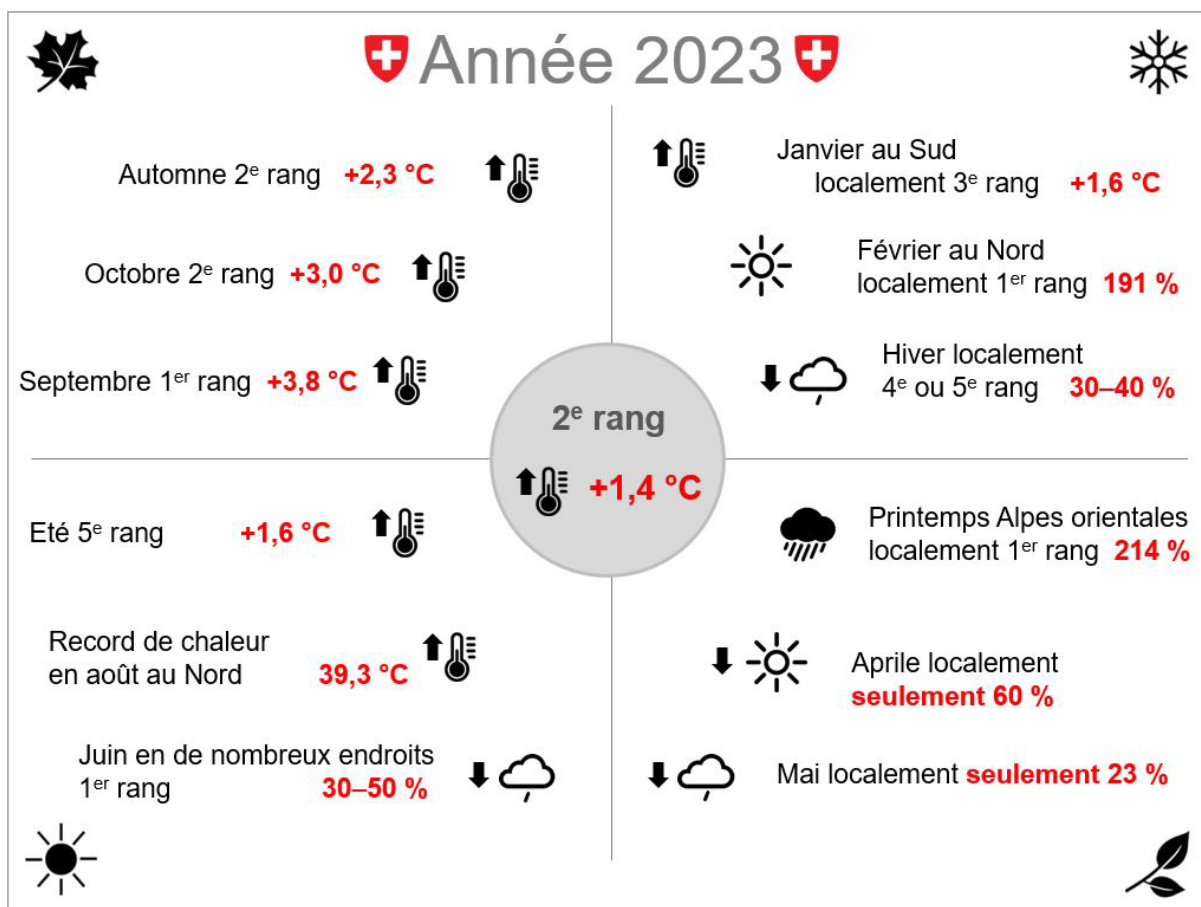 Année 2023
Automne 2e rang +2,3 °C
Octobre 2e rang +3,0 °C
Septembre 1er rang +3,8 °C
Janvier au Sud
localement 3e rang +1,6 °C
Février au Nord
localement 1er rang 191 %
Hiver localement
4e ou 5e rang 30–40 %
2e rang
+1,4 °C
Eté 5e rang +1,6 °C
Record de chaleur
en août au Nord 39,3 °C
Juin en de nombreux endroits
1er rang 30–50 %
Printemps Alpes orientales
localement 1er rang 214 %
Aprile localement
seulement 60 %
Mai localement seulement 23 %